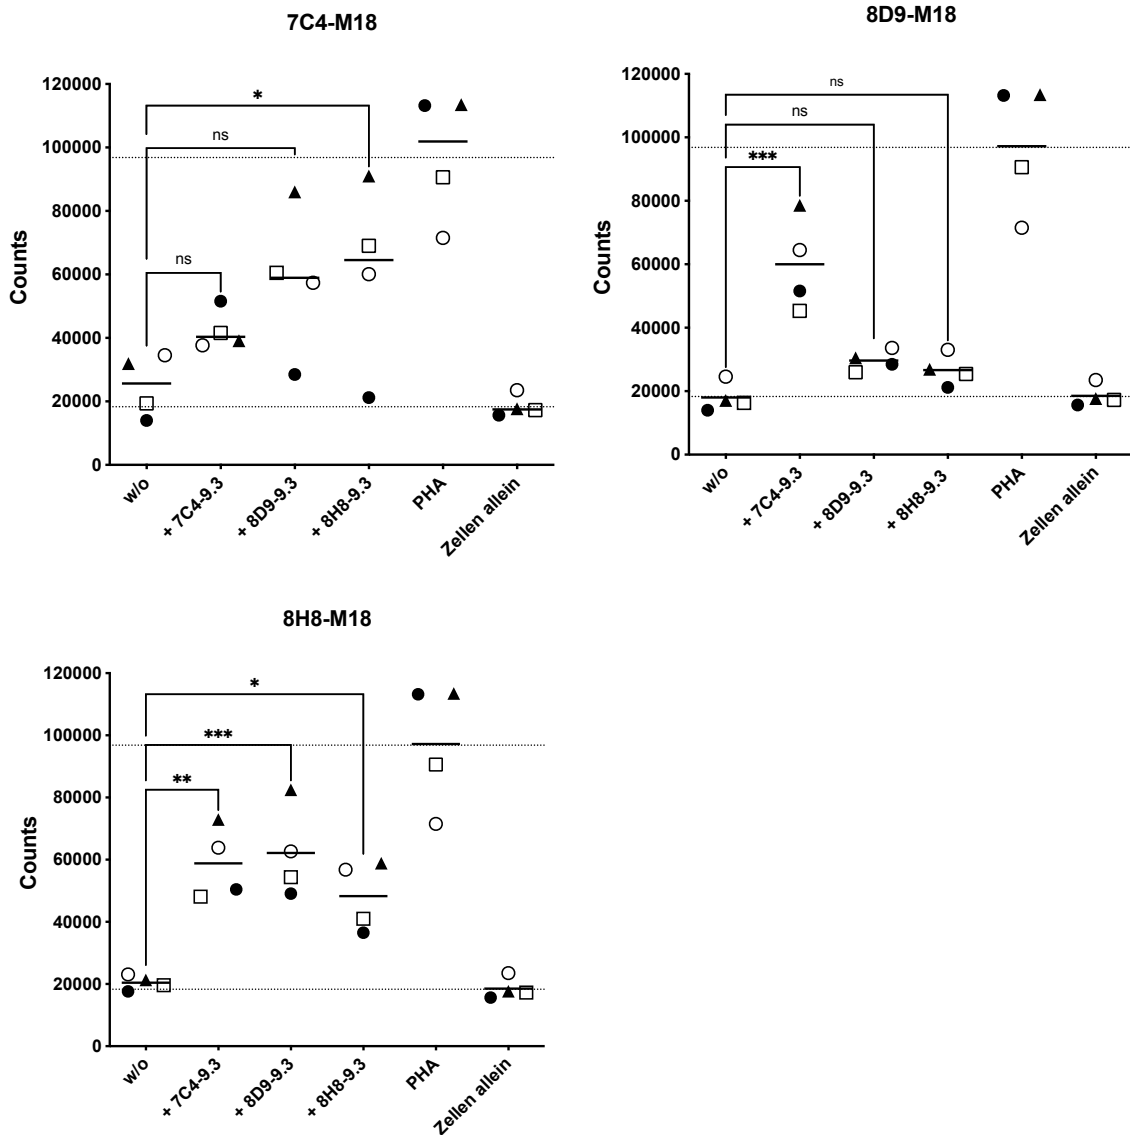 7C4-M18
120000
100000
80000
60000
40000
20000
0
Counts
*
ns
ns
w/o
+ 7C4-9.3
+ 8D9-9.3
+ 8H8-9.3
PHA
Zellen allein
8D9-M18
120000
100000
80000
60000
40000
20000
0
Counts
ns
ns
***
w/o
+ 7C4-9.3
+ 8D9-9.3
+ 8H8-9.3
PHA
Zellen allein
8H8-M18
120000
100000
80000
60000
40000
20000
0
Counts
*
***
**
w/o
+ 7C4-9.3
+ 8D9-9.3
+ 8H8-9.3
PHA
Zellen allein